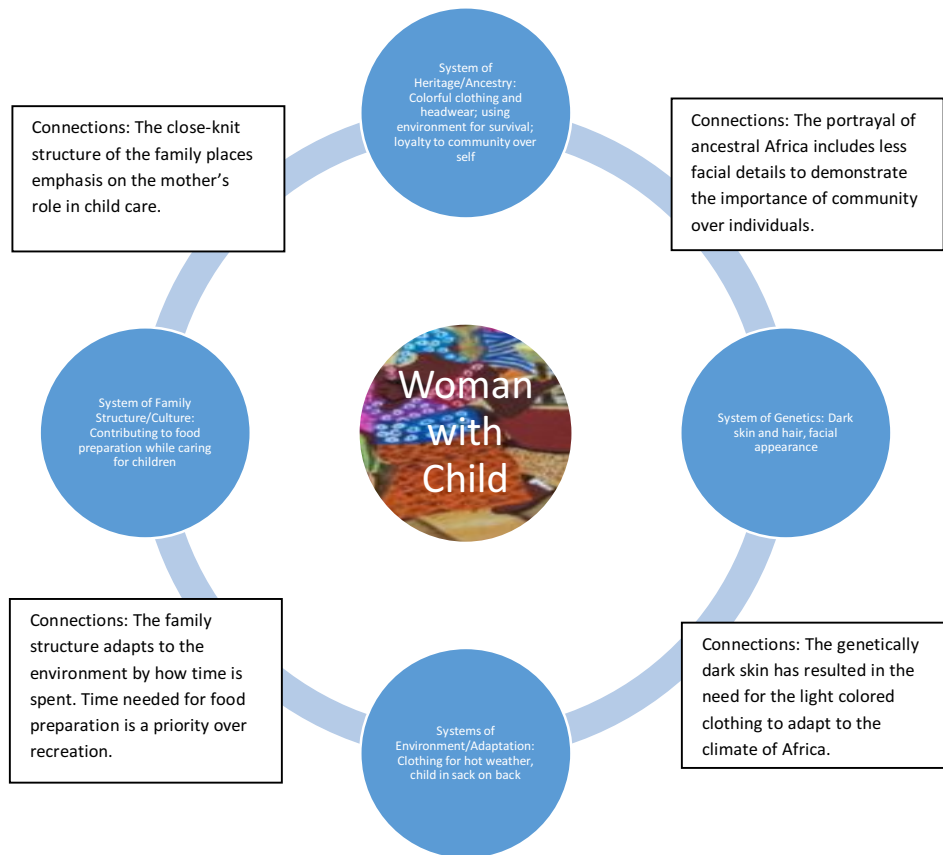 System of
Heritage/Ancestry:
Colorful clothing and
headwear; using
environment for survival;
loyalty to community over
self
Connections: The close-knit
structure of the family places
emphasis on the mother’s
role in child care.
Connections: The portrayal of
ancestral Africa includes less
facial details to demonstrate
the importance of community
over individuals.
System of Family
Structure/Culture:
Contributing to food
preparation while caring
for children
Woman
with
Child
System of Genetics: Dark
skin and hair, facial
appearance
Connections: The family
structure adapts to the
environment by how time is
spent. Time needed for food
preparation is a priority over
recreation.
Systems of
Environment/Adaptation:
Clothing for hot weather,
child in sack on back
Connections: The genetically
dark skin has resulted in the
need for the light colored
clothing to adapt to the
climate of Africa.